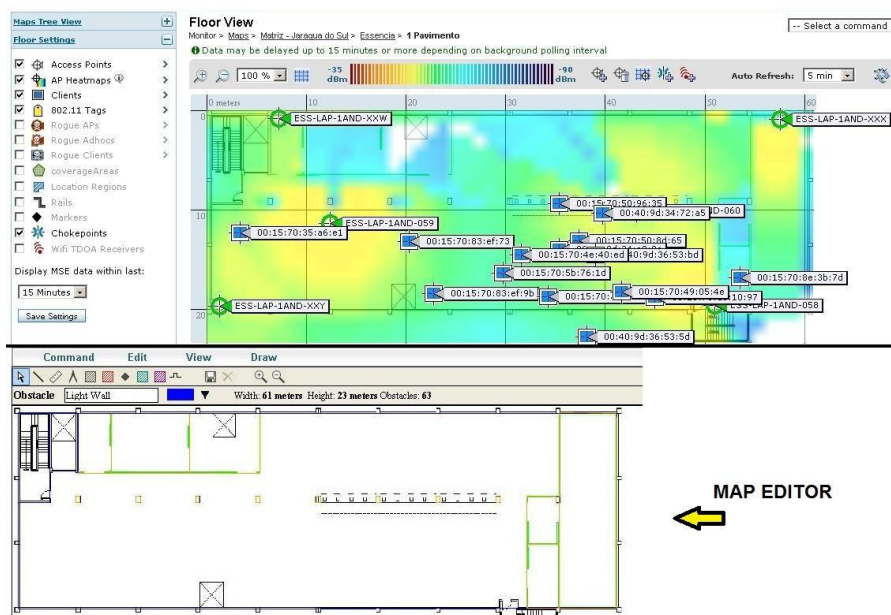 Maps Tree View
Floor Settings
Access Points
AP Heatmaps
Clients
802.11 Tags
Rogue APs
Rogue Adhocs
Rogue Clients
coverageAreas
Location Regions
Rails
Markers
Chokepoints
Wifi TDOA Receivers
Display MSE data within last:
15 Minutes
Save Settings
Floor View
-- Select a command
Monitor > Maps > Matriz - Jaragua do Sul > Essencia > 1 Pavimento
Data may be delayed up to 15 minutes or more depending on background polling interval
100 %
-35 dBm
-90 dBm
Auto Refresh: 5 min
0 meters 10 20 30 40 50 60
0
ESS-LAP-1AND-XXW
ESS-LAP-1AND-XXX
00:15:70:50:96:35
10
00:40:9d:34:72:a5
ESS-LAP-1AND-059
00:15:70:35:a6:e1
00:15:70:83:ef:73
00:15:70:50:8d:65
00:15:70:4e:40:ed
00:15:70:5b:76:1d
00:15:70:8e:3b:7d
00:15:70:83:ef:9b
00:15:70:49:05:4e
20
ESS-LAP-1AND-XXY
00:40:9d:36:53:5d
Command Edit View Draw
Obstacle Light Wall Width: 61 meters Height: 23 meters Obstacles: 63
MAP EDITOR